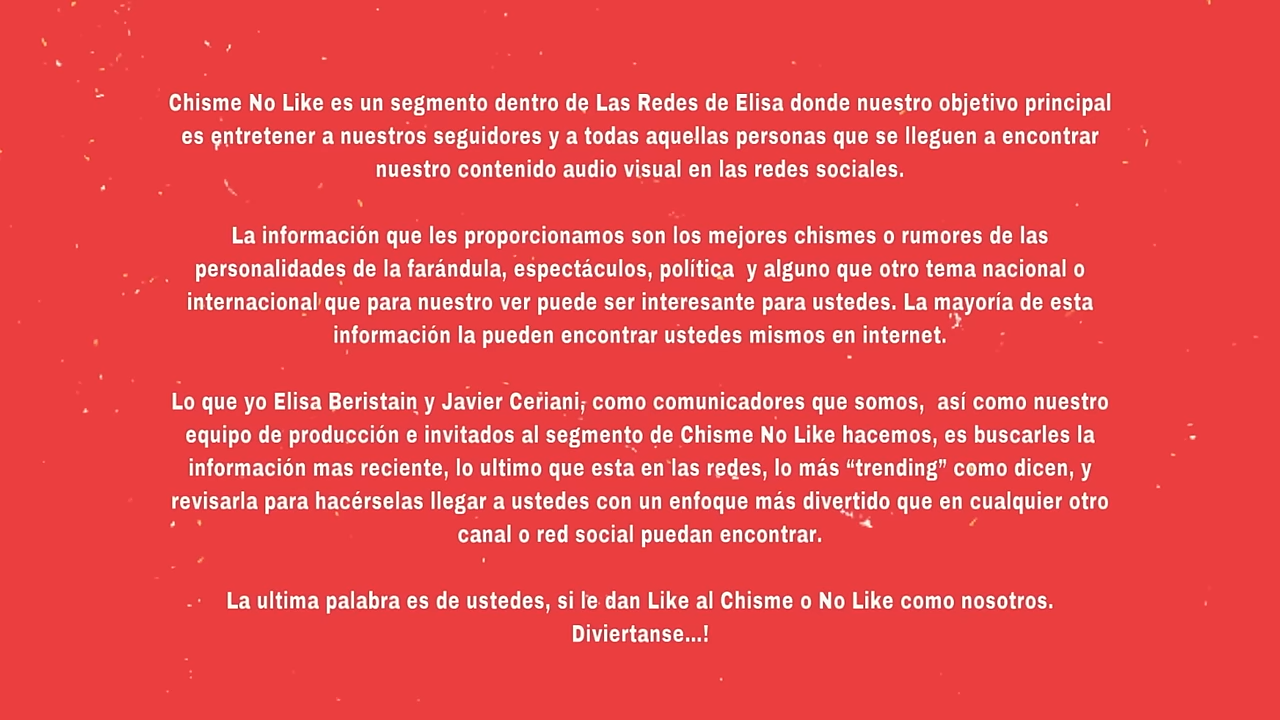 Chisme No Like es un segmento dentro de Las Redes de Elisa donde nuestro objetivo principal
es entretener a nuestros seguidores y a todas aquellas personas que se lleguen a encontrar
nuestro contenido audio visual en las redes sociales.
La información que les proporcionamos son los mejores chismes o rumores de las
personalidades de la farándula, espectáculos, política  y alguno que otro tema nacional o
internacional que para nuestro ver puede ser interesante para ustedes. La mayoría de esta
información la pueden encontrar ustedes mismos en internet.
Lo que yo Elisa Beristain y Javier Ceriani, como comunicadores que somos,  así como nuestro
equipo de producción e invitados al segmento de Chisme No Like hacemos, es buscarles la
información mas reciente, lo ultimo que esta en las redes, lo más “trending” como dicen, y
revisarla para hacérselas llegar a ustedes con un enfoque más divertido que en cualquier otro
canal o red social puedan encontrar.
La ultima palabra es de ustedes, si le dan Like al Chisme o No Like como nosotros.
Diviertanse...!